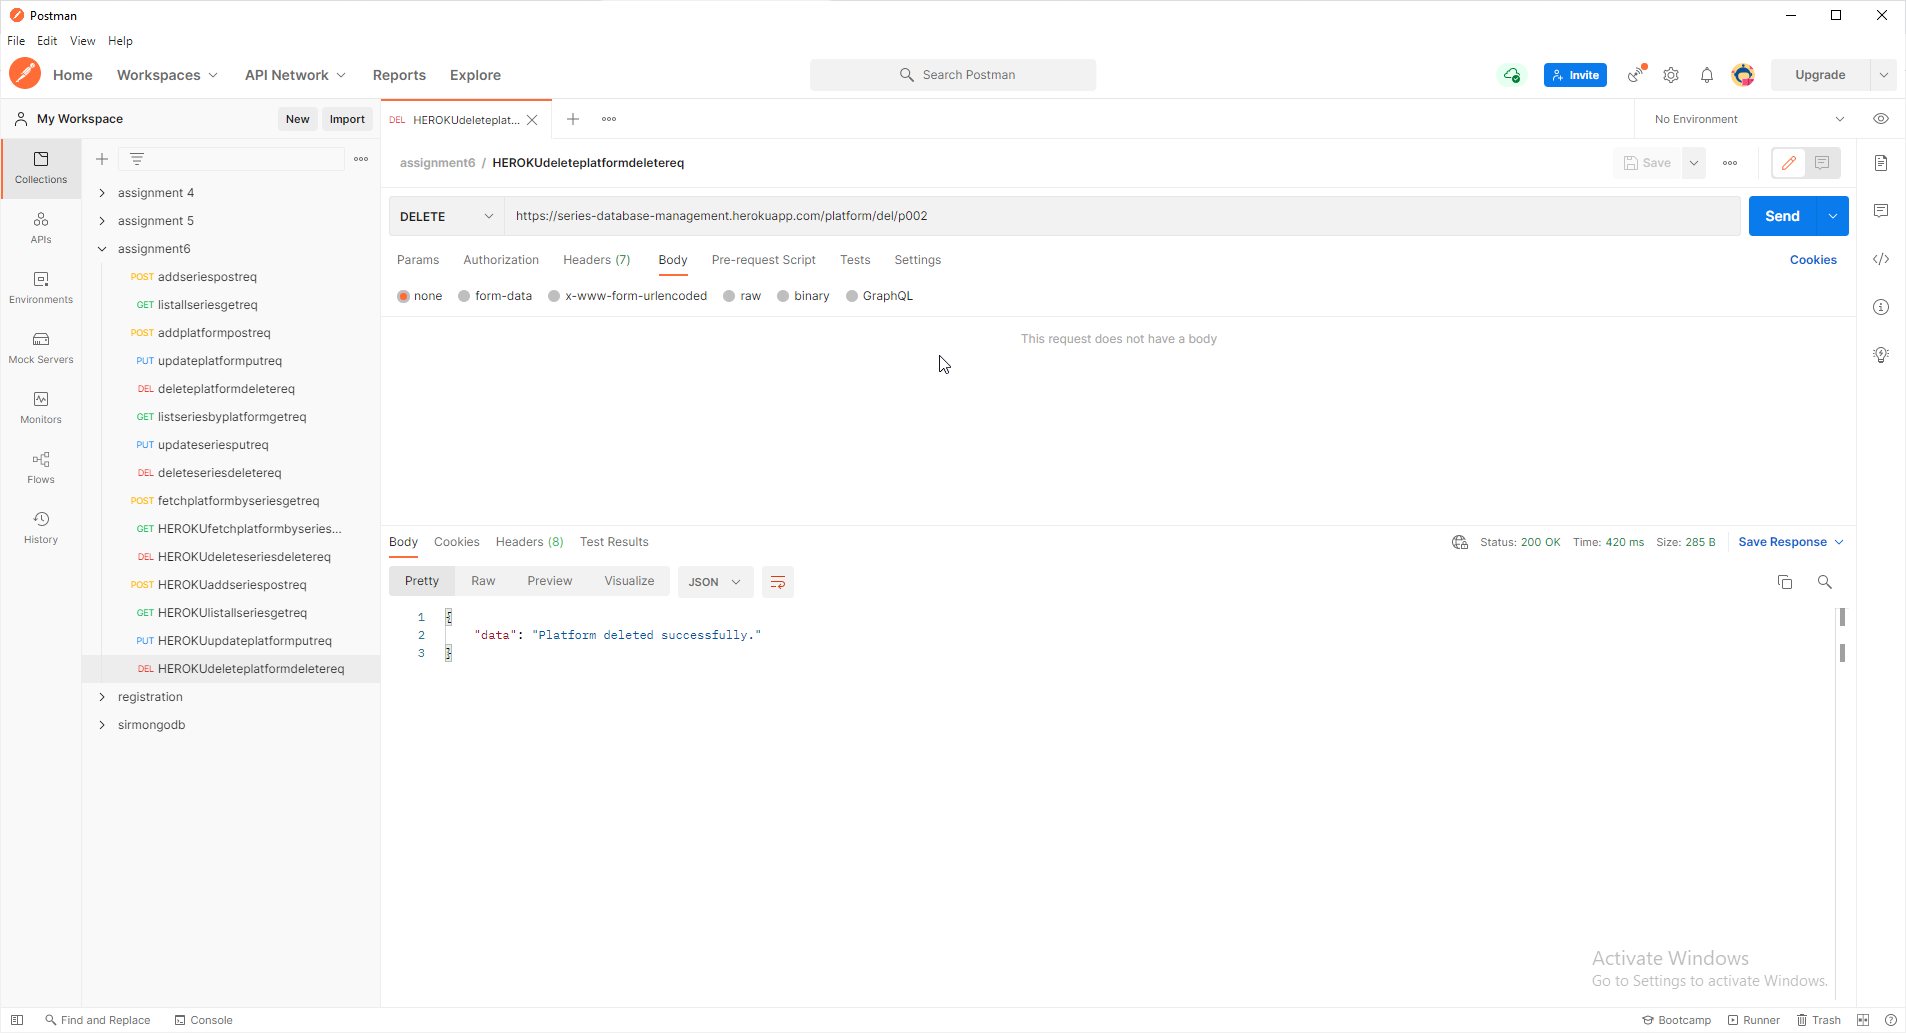 Postman
File Edit View Help
Home Workspaces API Network Reports Explore Search Postman Invite Upgrade
My Workspace New Import DEL HEROKUdeleteplat... No Environment
Collections
APIs
Environments
Mock Servers
Monitors
Flows
History
assignment 4
assignment 5
assignment6
POST addseriespostreq
GET listallseriesgetreq
POST addplatformpostreq
PUT updateplatformputreq
DEL deleteplatformdeletereq
GET listseriesbyplatformgetreq
PUT updateseriesputreq
DEL deleteseriesdeletereq
POST fetchplatformbyseriesgetreq
GET HEROKUfetchplatformbyseries...
DEL HEROKUdeleteseriesdeletereq
POST HEROKUaddseriespostreq
GET HEROKUlistallseriesgetreq
PUT HEROKUupdateplatformputreq
DEL HEROKUdeleteplatformdeletereq
registration
sirmongodb
assignment6 / HEROKUdeleteplatformdeletereq Save
DELETE https://series-database-management.herokuapp.com/platform/del/p002 Send
Params Authorization Headers (7) Body Pre-request Script Tests Settings Cookies
none form-data x-www-form-urlencoded raw binary GraphQL
This request does not have a body
Body Cookies Headers (8) Test Results Status: 200 OK Time: 420 ms Size: 285 B Save Response
Pretty Raw Preview Visualize JSON
1 {
2 "data": "Platform deleted successfully."
3 }
Activate Windows
Go to Settings to activate Windows.
Find and Replace Console Bootcamp Runner Trash